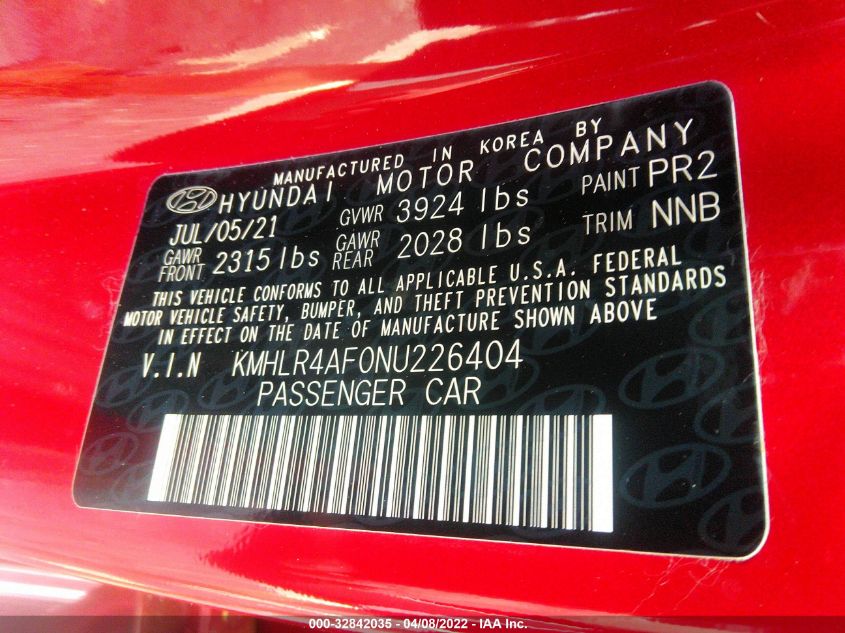 MANUFACTURED IN KOREA BY
HYUNDAI MOTOR COMPANY
JUL/05/21 GVWR 3924 lbs PAINT PR2
GAWR FRONT 2315 lbs GAWR REAR 2028 lbs TRIM NNB
THIS VEHICLE CONFORMS TO ALL APPLICABLE U.S.A. FEDERAL
MOTOR VEHICLE SAFETY, BUMPER, AND THEFT PREVENTION STANDARDS
IN EFFECT ON THE DATE OF MANUFACTURE SHOWN ABOVE
V.I.N KMHLR4AF0NU226404
PASSENGER CAR
000-32842035 - 04/08/2022 - IAA Inc.